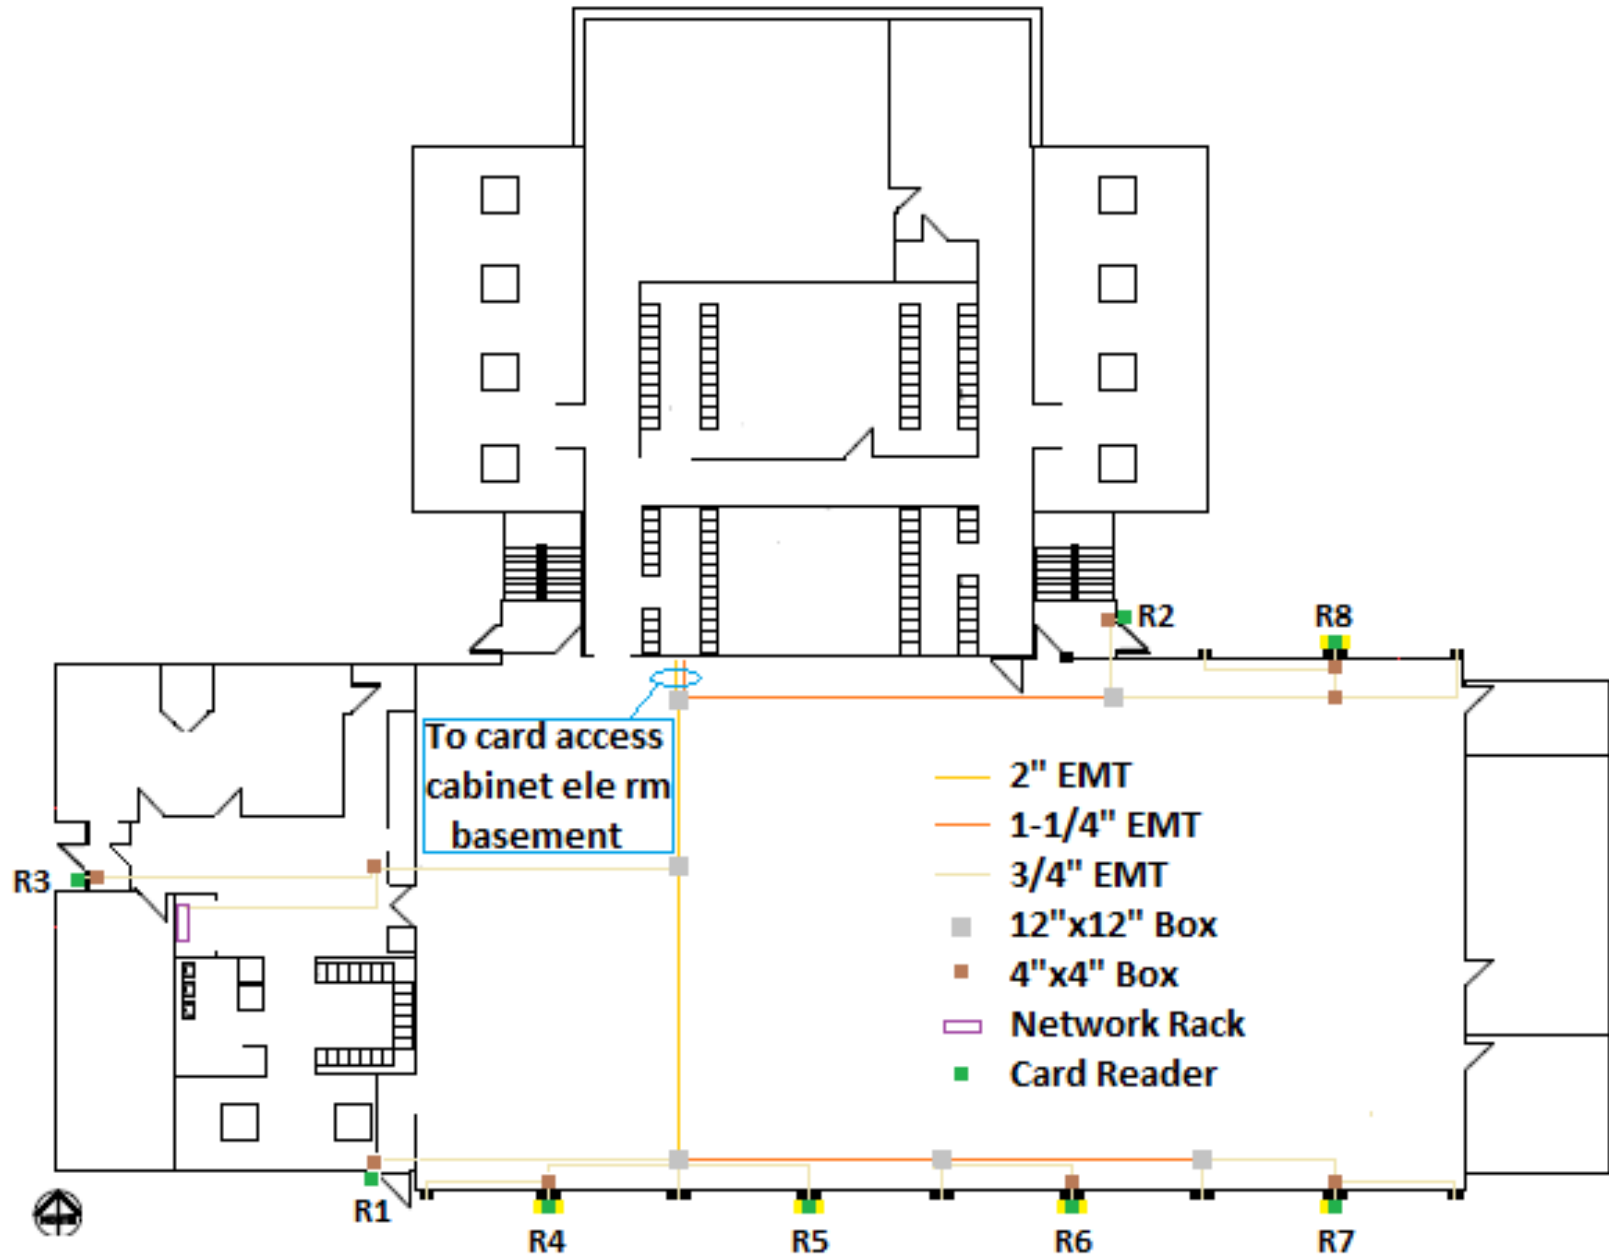 R2
R8
To card access
cabinet ele rm
basement
2" EMT
1-1/4" EMT
3/4" EMT
12"x12" Box
4"x4" Box
Network Rack
Card Reader
R3
R1
R4
R5
R6
R7